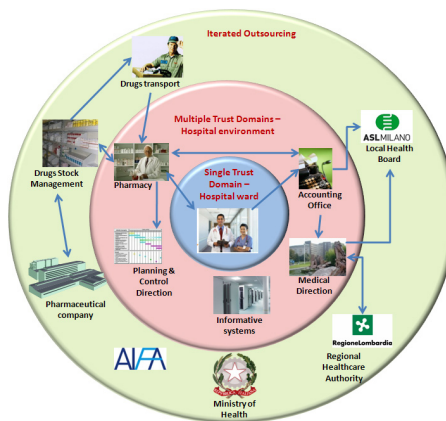 Iterated Outsourcing
Drugs transport
Multiple Trust Domains –
Hospital environment
ASLMILANO
Local Health
Board
Drugs Stock
Management
Pharmacy
Single Trust
Domain –
Hospital ward
Accounting
Office
Planning &
Control
Direction
Medical
Direction
Pharmaceutical
company
Informative
systems
RegioneLombardia
Regional
Healthcare
Authority
AIFA
Ministry of
Health